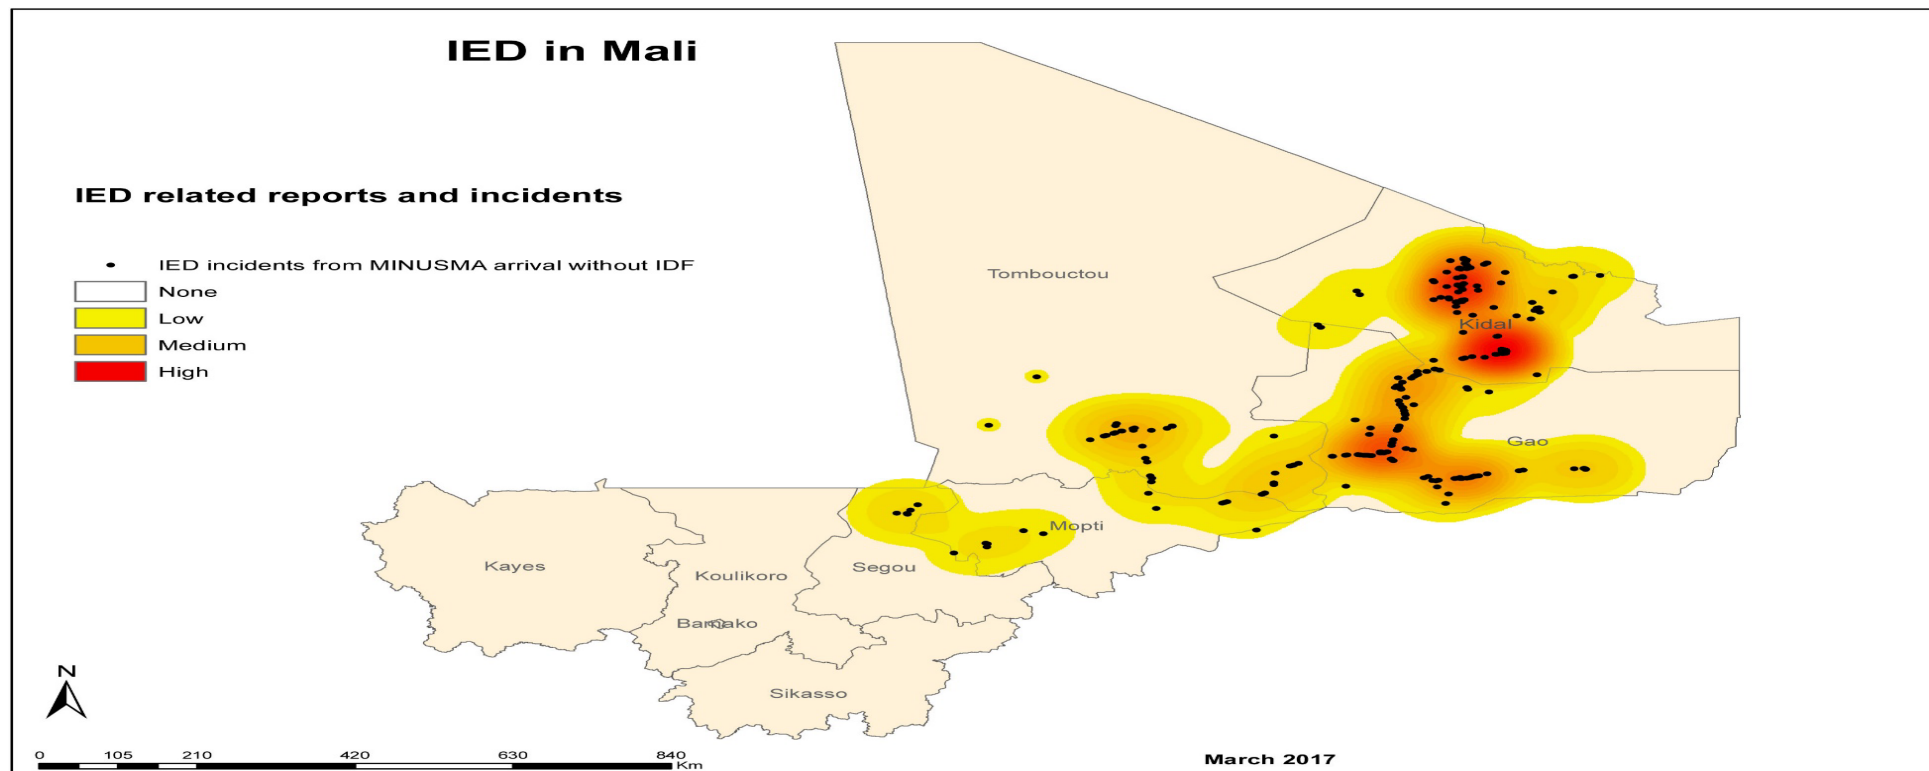 IED in Mali
IED related reports and incidents
IED incidents from MINUSMA arrival without IDF
None
Low
Medium
High
Tombouctou
Kidal
Gao
Mopti
Kayes
Koulikoro
Segou
Bamako
Sikasso
N
0 105 210 420 630 840
Km
March 2017